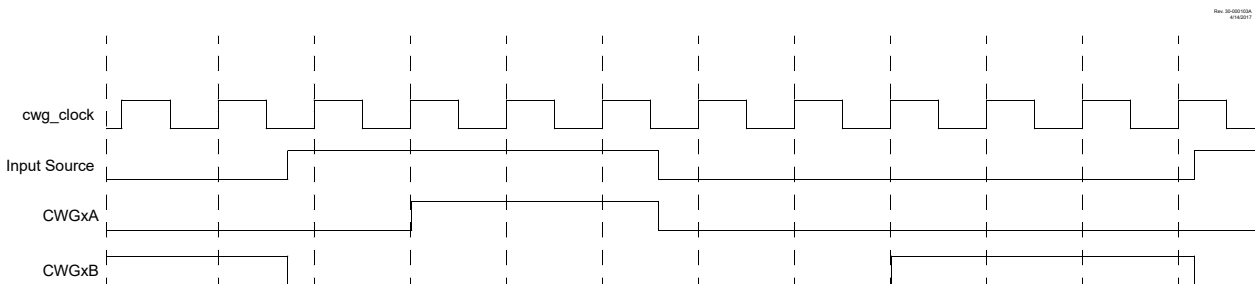 Rev. 30-000103A
4/14/2017
cwg_clock
Input Source
CWGxA
CWGxB